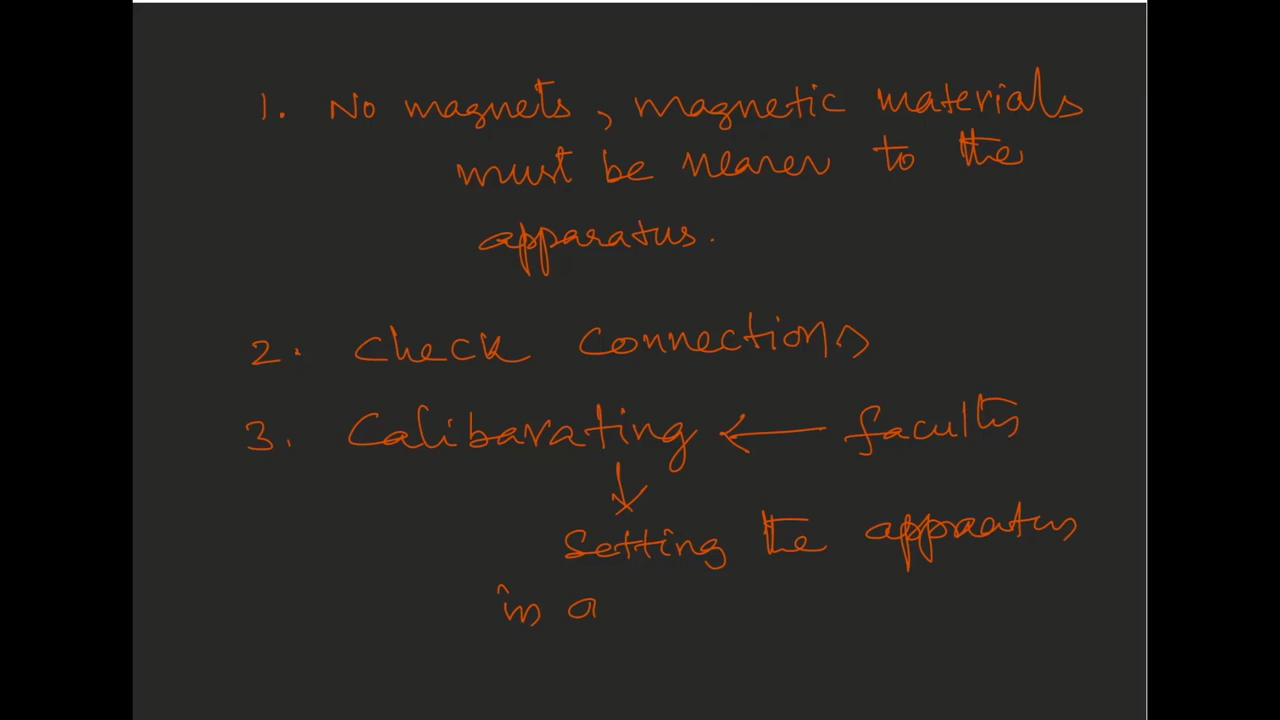 1. No magnets, magnetic materials
must be nearer to the
apparatus.
2. Check Connections
3. Calibarating ← faculty
↓
Setting the appraatus
in a